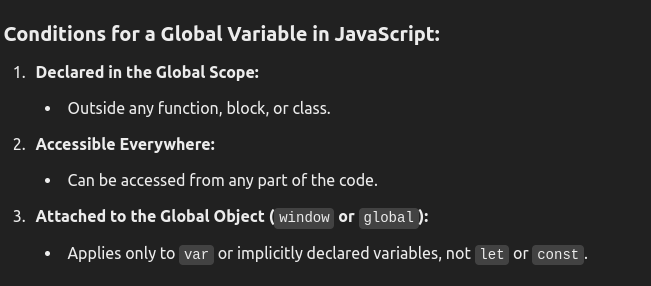 Conditions for a Global Variable in JavaScript:
1. Declared in the Global Scope:
• Outside any function, block, or class.
2. Accessible Everywhere:
• Can be accessed from any part of the code.
3. Attached to the Global Object (window or global):
• Applies only to var or implicitly declared variables, not let or const.